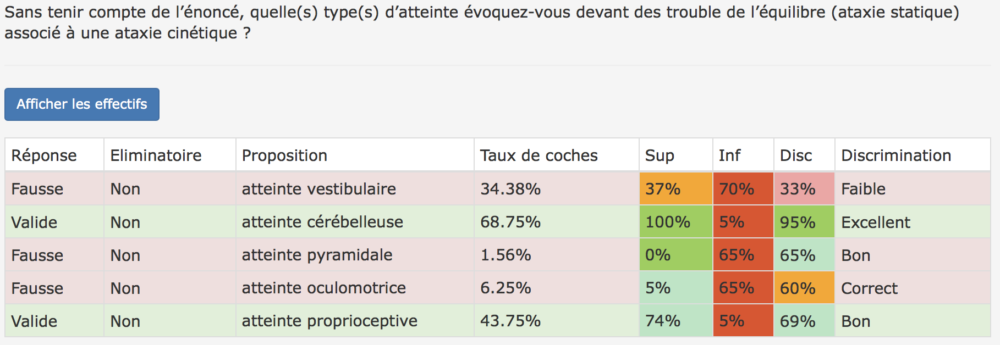 Sans tenir compte de l’énoncé, quelle(s) type(s) d’atteinte évoquez-vous devant des trouble de l’équilibre (ataxie statique)
associé à une ataxie cinétique ?
Afficher les effectifs
Réponse Eliminatoire Proposition Taux de coches Sup Inf Disc Discrimination
Fausse Non atteinte vestibulaire 34.38% 37% 70% 33% Faible
Valide Non atteinte cérébelleuse 68.75% 100% 5% 95% Excellent
Fausse Non atteinte pyramidale 1.56% 0% 65% 65% Bon
Fausse Non atteinte oculomotrice 6.25% 5% 65% 60% Correct
Valide Non atteinte proprioceptive 43.75% 74% 5% 69% Bon